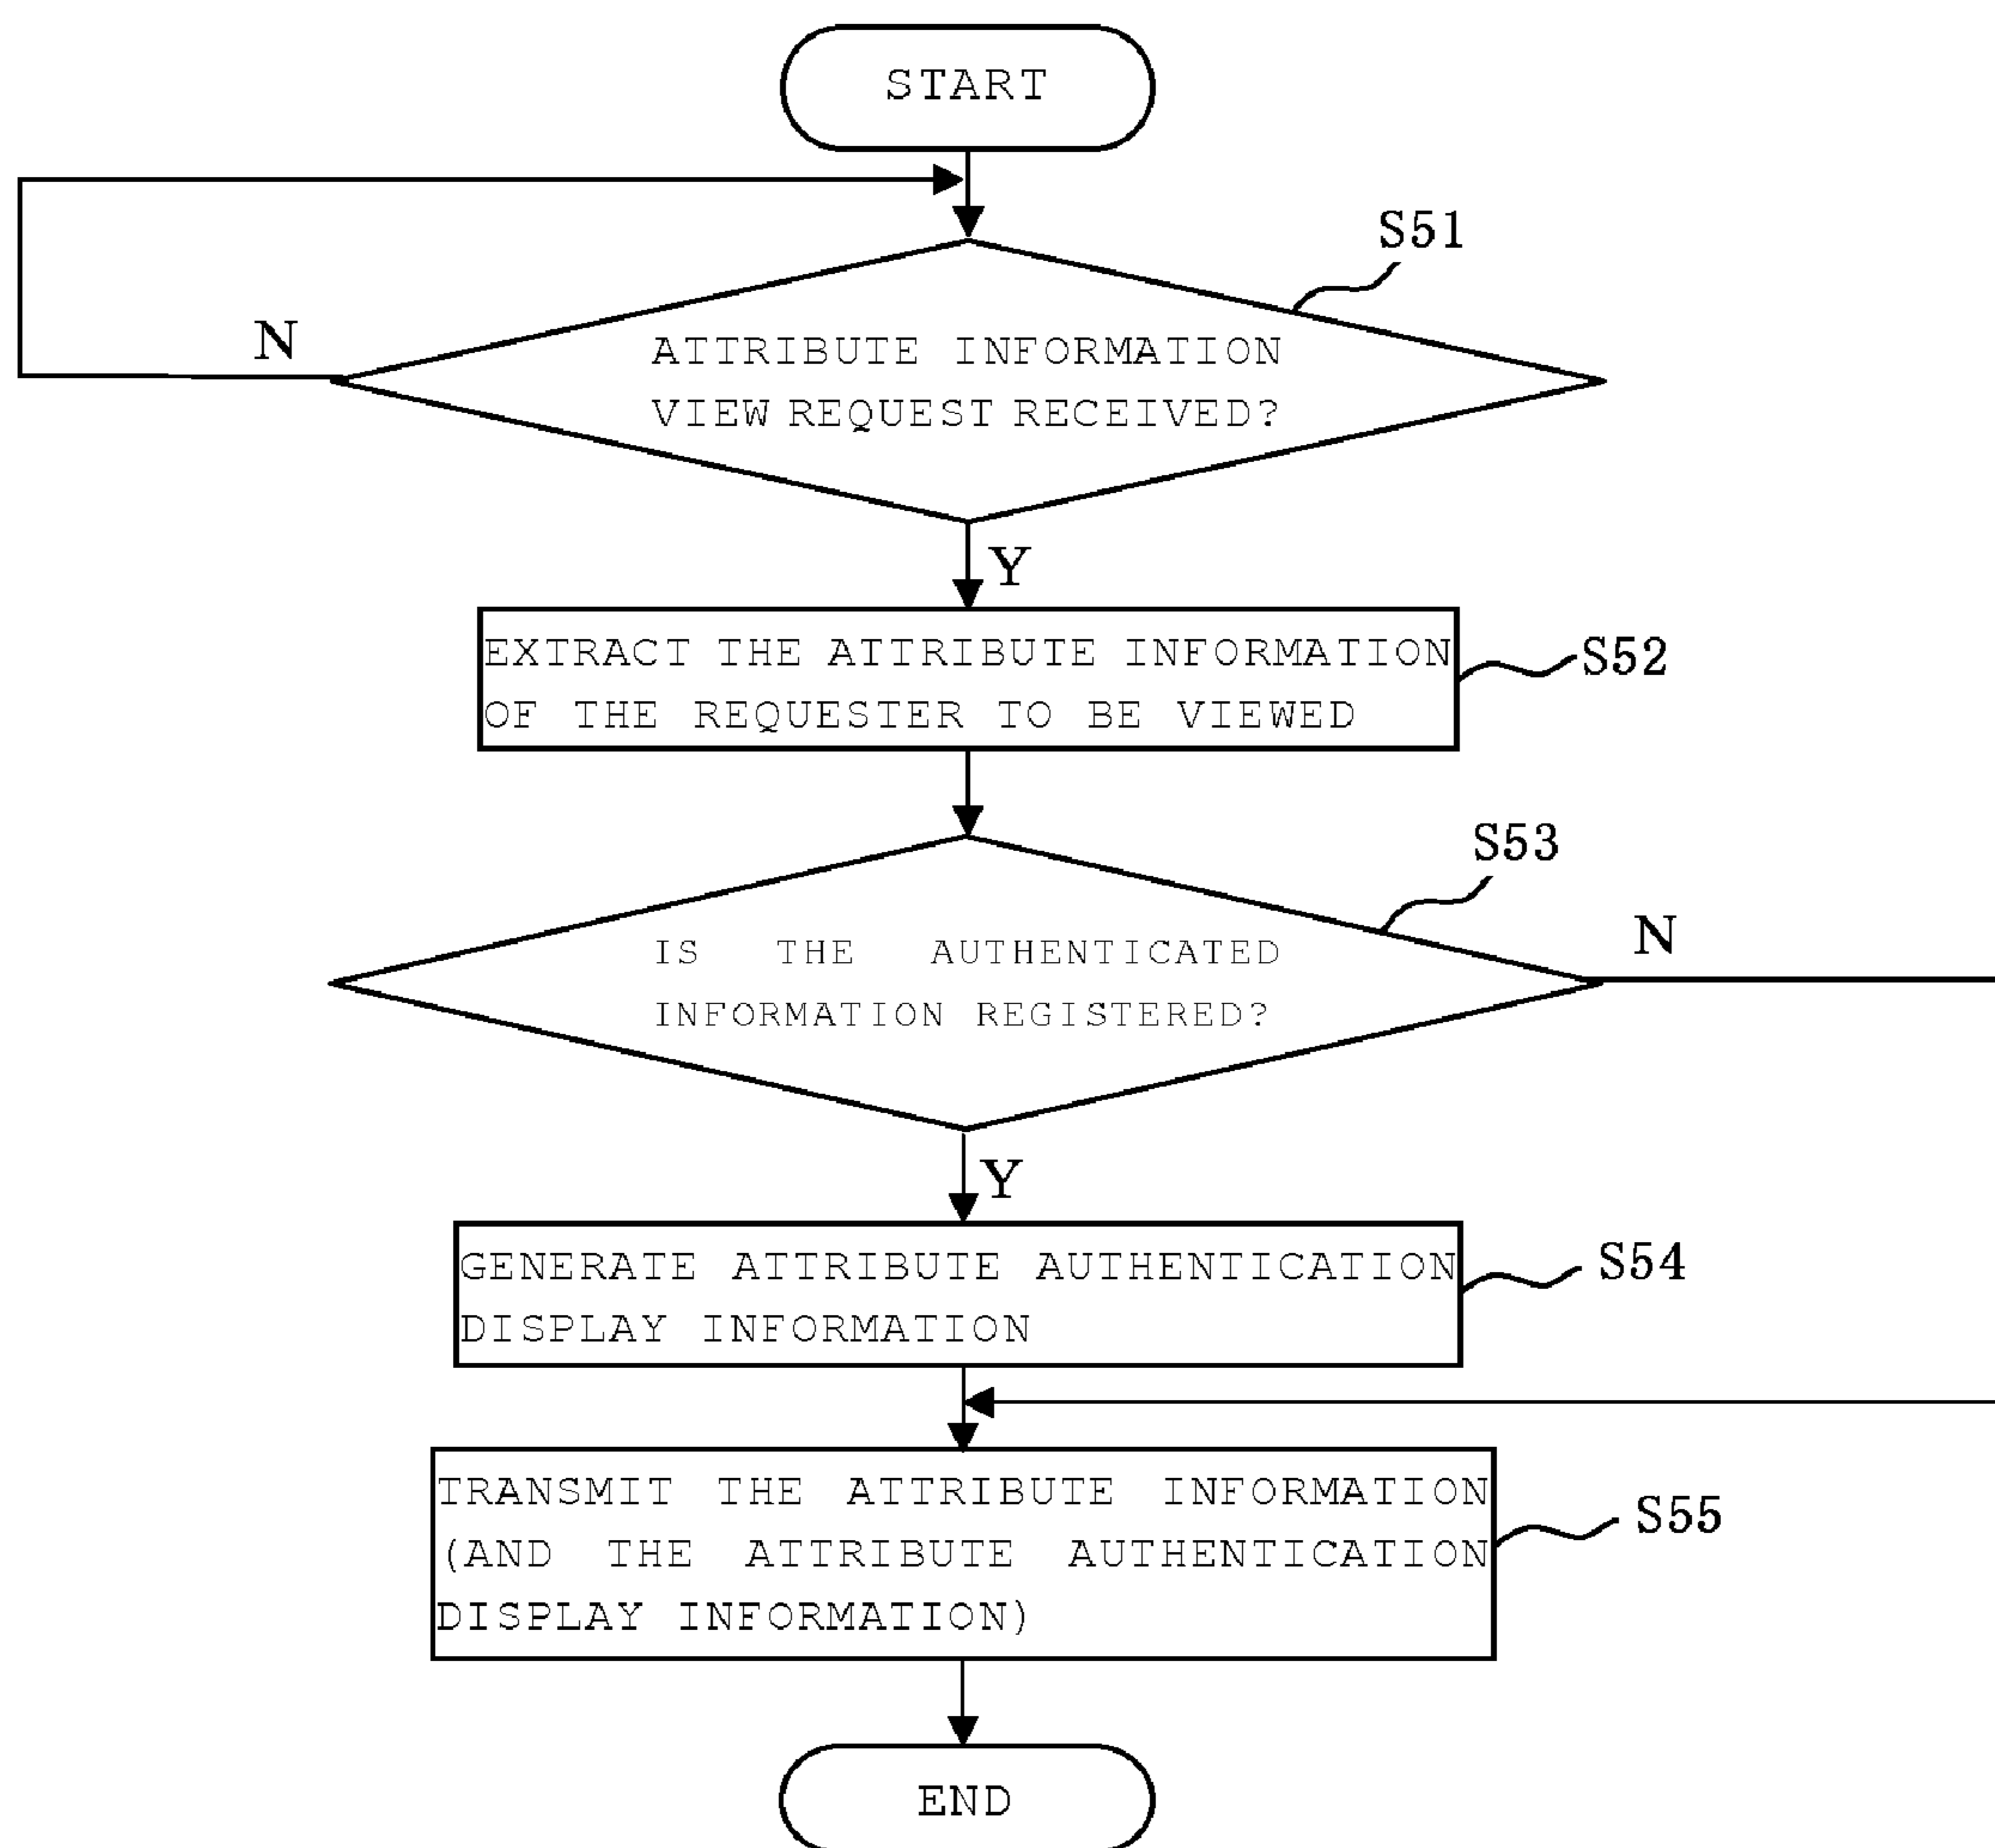 START
S51
N
ATTRIBUTE INFORMATION
VIEW REQUEST RECEIVED?
Y
EXTRACT THE ATTRIBUTE INFORMATION
OF THE REQUESTER TO BE VIEWED
S52
S53
N
IS THE AUTHENTICATED
INFORMATION REGISTERED?
Y
GENERATE ATTRIBUTE AUTHENTICATION
DISPLAY INFORMATION
S54
TRANSMIT THE ATTRIBUTE INFORMATION
(AND THE ATTRIBUTE AUTHENTICATION
DISPLAY INFORMATION)
S55
END